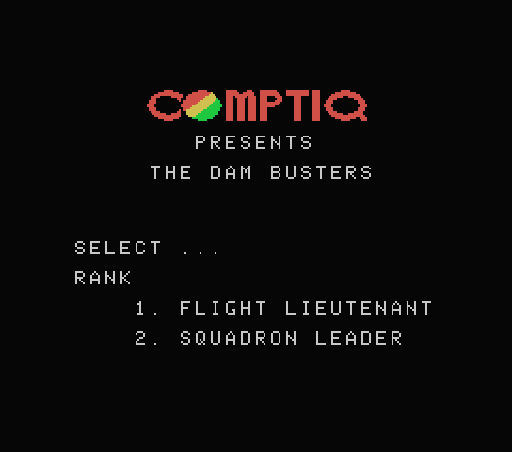 COMPTIQ
PRESENTS
THE DAM BUSTERS
SELECT ...
RANK
1. FLIGHT LIEUTENANT
2. SQUADRON LEADER